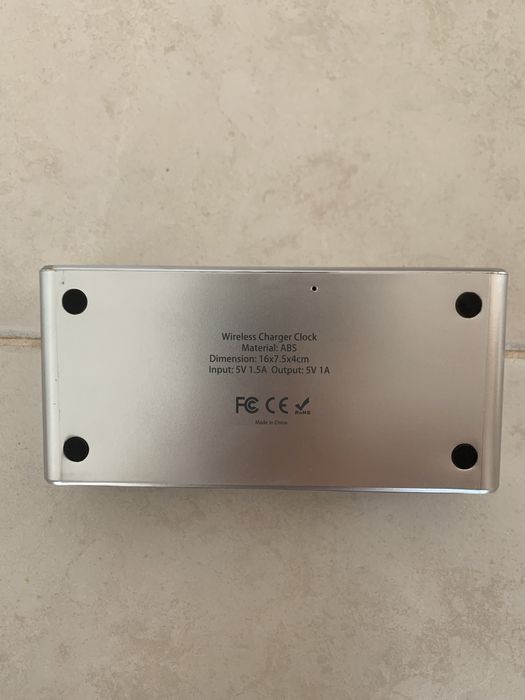 Wireless Charger Clock
Material: ABS
Dimension: 16x7.5x4cm
Input: 5V 1.5A Output: 5V 1A
FC CE RoHS
Made in China